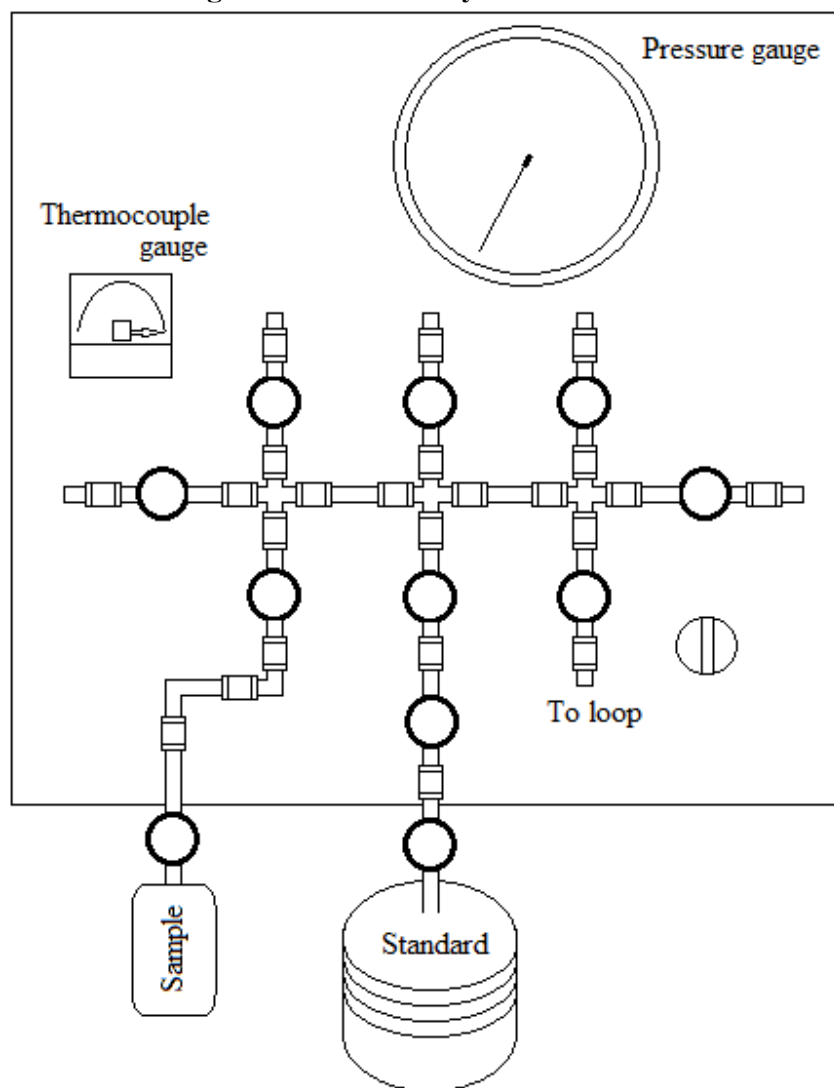 Pressure gauge
Thermocouple
gauge
To loop
Sample
Standard